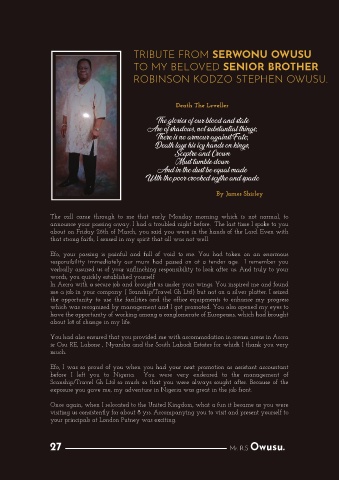 TRIBUTE FROM SERWONU OWUSU
TO MY BELOVED SENIOR BROTHER
ROBINSON KODZO STEPHEN OWUSU.
Death The Leveller
The glories of our blood and state
Are of shadows, not substantial things;
There is no armour against Fate;
Death lays his icy hands on kings,
Sceptre and Crown
Must tumble down
And in the dust be equal made
With the poor crooked scythe and spade
By James Shirley
The call came through to me that early Monday morning which is not normal, to
announce your passing away. I had a troubled night before. The last time I spoke to you
about on Friday 26th of March, you said you were in the hands of the Lord. Even with
that strong faith, I sensed in my spirit that all was not well.
Efo, your passing is painful and full of void to me. You had taken on an enormous
responsibility immediately our mum had passed on at a tender age. I remember you
verbally assured us of your unflinching responsibility to look after us. And truly to your
words, you quickly established yourself
In Accra with a secure job and brought us under your wings. You inspired me and found
me a job in your company ( Scanship/Travel Gh Ltd) but not on a silver platter. I seized
the opportunity to use the facilities and the office equipments to enhance my progress
which was recognized by management and I got promoted. You also opened my eyes to
have the opportunity of working among a conglomerate of Europeans, which had brought
about lot of change in my life.
You had also ensured that you provided me with accommodation in serene areas in Accra
ie Osu RE, Labone , Nyaniba and the South Labadi Estates for which I thank you very
much.
Efo, I was so proud of you when you had your next promotion as assistant accountant
before I left you to Nigeria. You were very endeared to the management of
Scanship/Travel Gh Ltd so much so that you were always sought after. Because of the
exposure you gave me, my adventure in Nigeria was great in the job front.
Once again, when I relocated to the United Kingdom, what a fun it became as you were
visiting us consistently for about 8 yrs. Accompanying you to visit and present yourself to
your principals at London Putney was exciting.
27 Mr. R.S Owusu.